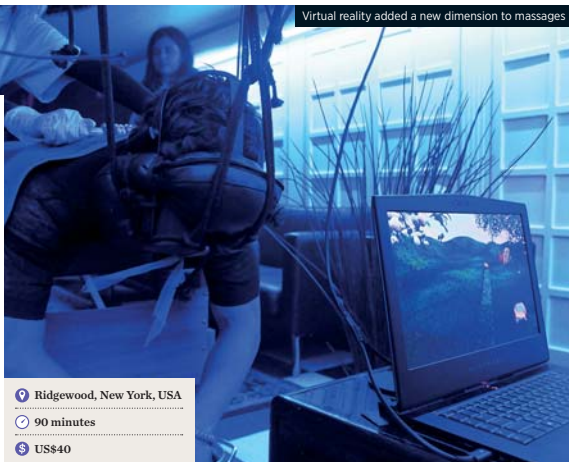 Virtual reality added a new dimension to massages
Ridgewood, New York, USA
90 minutes
$
US$40